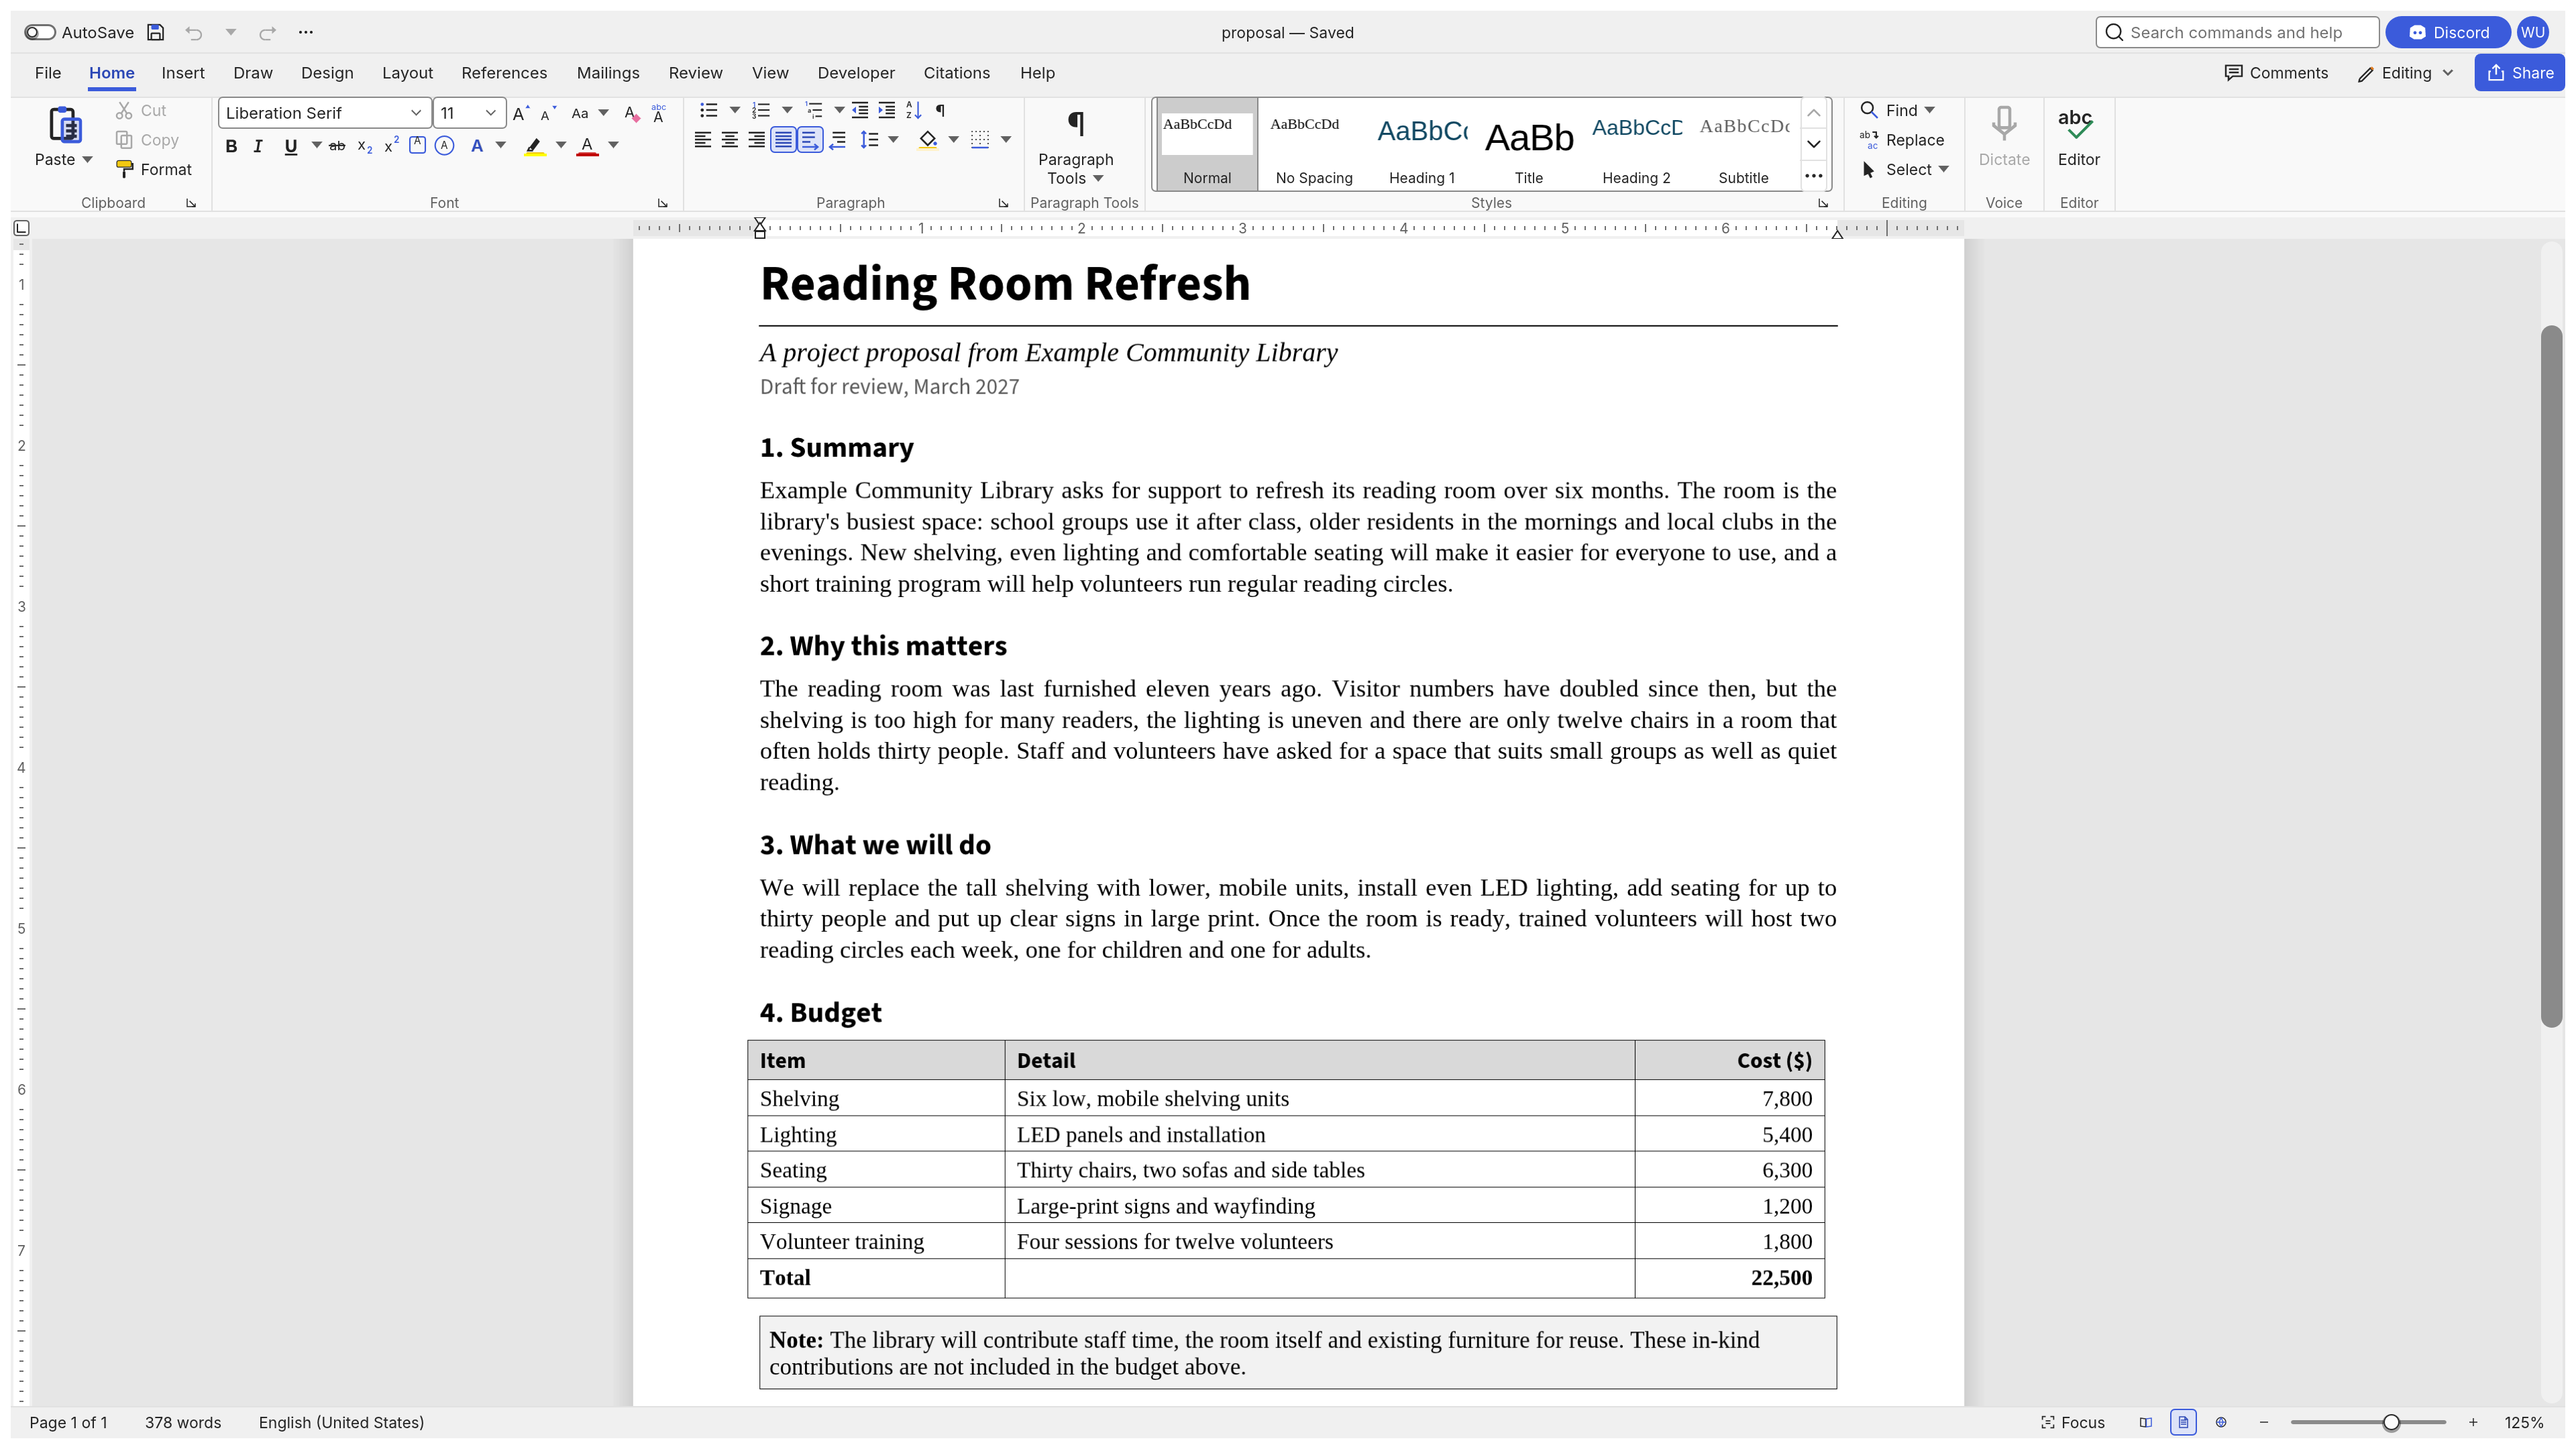 AutoSave
proposal — Saved
Search commands and help
Discord
WU
File Home Insert Draw Design Layout References Mailings Review View Developer Citations Help
Comments Editing Share
Paste
Cut
Copy
Format
Clipboard
Liberation Serif 11
Font
Paragraph
Paragraph Tools
Paragraph Tools
AaBbCcDd AaBbCcDd AaBbCc AaBb AaBbCcD AaBbCcDd
Normal No Spacing Heading 1 Title Heading 2 Subtitle
Styles
Find
Replace
Select
Editing
Dictate
Voice
Editor
Editor
1 2 3 4 5 6
1 2 3 4 5 6 7
Reading Room Refresh
A project proposal from Example Community Library
Draft for review, March 2027
1. Summary
Example Community Library asks for support to refresh its reading room over six months. The room is the
library's busiest space: school groups use it after class, older residents in the mornings and local clubs in the
evenings. New shelving, even lighting and comfortable seating will make it easier for everyone to use, and a
short training program will help volunteers run regular reading circles.
2. Why this matters
The reading room was last furnished eleven years ago. Visitor numbers have doubled since then, but the
shelving is too high for many readers, the lighting is uneven and there are only twelve chairs in a room that
often holds thirty people. Staff and volunteers have asked for a space that suits small groups as well as quiet
reading.
3. What we will do
We will replace the tall shelving with lower, mobile units, install even LED lighting, add seating for up to
thirty people and put up clear signs in large print. Once the room is ready, trained volunteers will host two
reading circles each week, one for children and one for adults.
4. Budget
Item Detail Cost ($)
Shelving Six low, mobile shelving units 7,800
Lighting LED panels and installation 5,400
Seating Thirty chairs, two sofas and side tables 6,300
Signage Large-print signs and wayfinding 1,200
Volunteer training Four sessions for twelve volunteers 1,800
Total 22,500
Note: The library will contribute staff time, the room itself and existing furniture for reuse. These in-kind
contributions are not included in the budget above.
Page 1 of 1 378 words English (United States)
Focus 125%